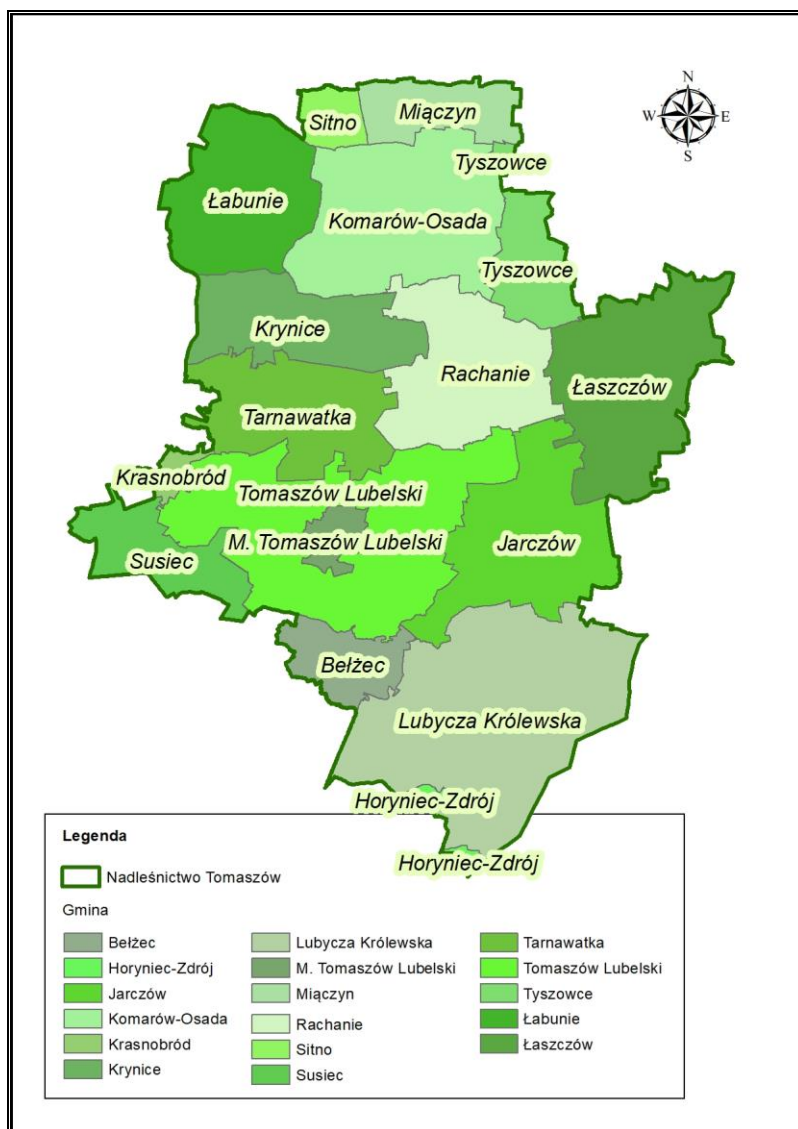 N
W E
S
Sitno
Miączyn
Tyszowce
Łabunie
Komarów-Osada
Tyszowce
Krynice
Rachanie
Łaszczów
Tarnawatka
Krasnobród
Tomaszów Lubelski
M. Tomaszów Lubelski
Jarczów
Susiec
Bełżec
Lubycza Królewska
Horyniec-Zdrój
Horyniec-Zdrój
Legenda
Nadleśnictwo Tomaszów
Gmina
Bełżec
Horyniec-Zdrój
Jarczów
Komarów-Osada
Krasnobród
Krynice
Lubycza Królewska
M. Tomaszów Lubelski
Miączyn
Rachanie
Sitno
Susiec
Tarnawatka
Tomaszów Lubelski
Tyszowce
Łabunie
Łaszczów